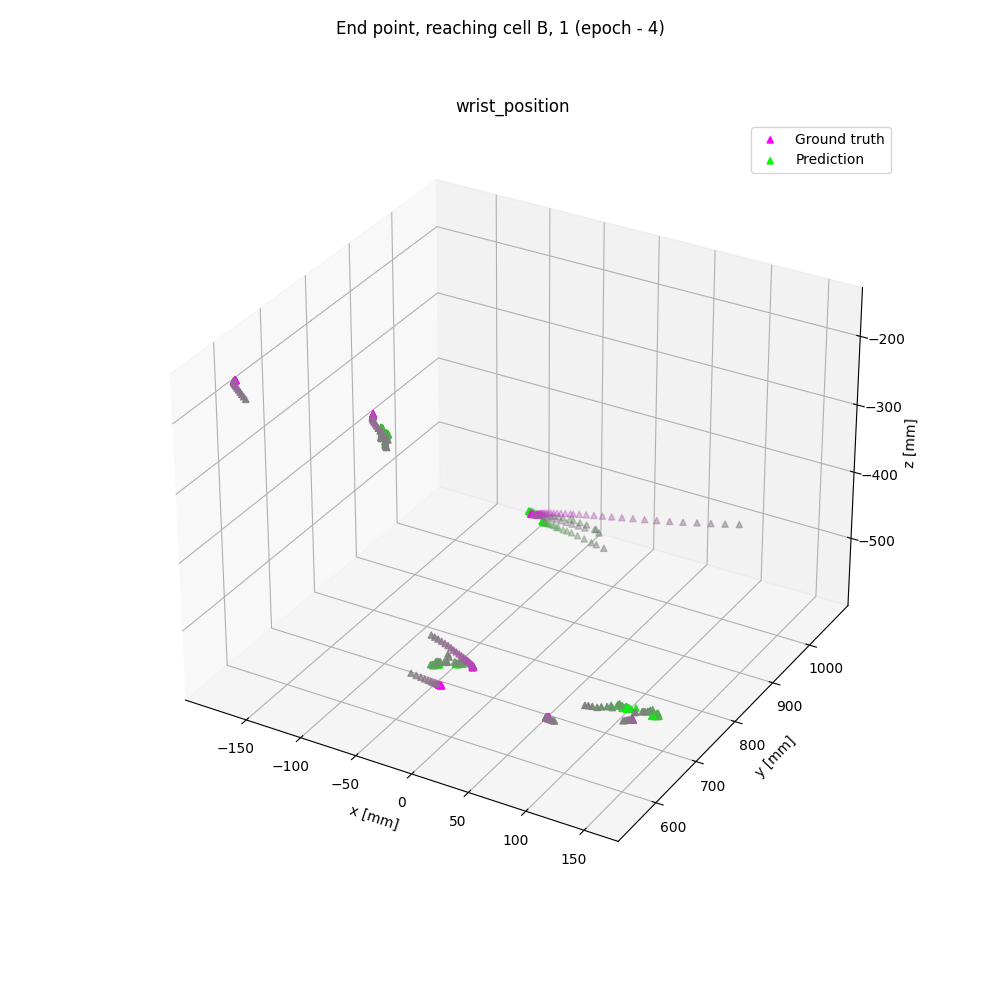 End point, reaching cell B, 1 (epoch - 4)
wrist_position
Ground truth
Prediction
−200
−300
−400
−500
z [mm]
1000
900
800
700
600
y [mm]
−150
−100
−50
0
50
100
150
x [mm]